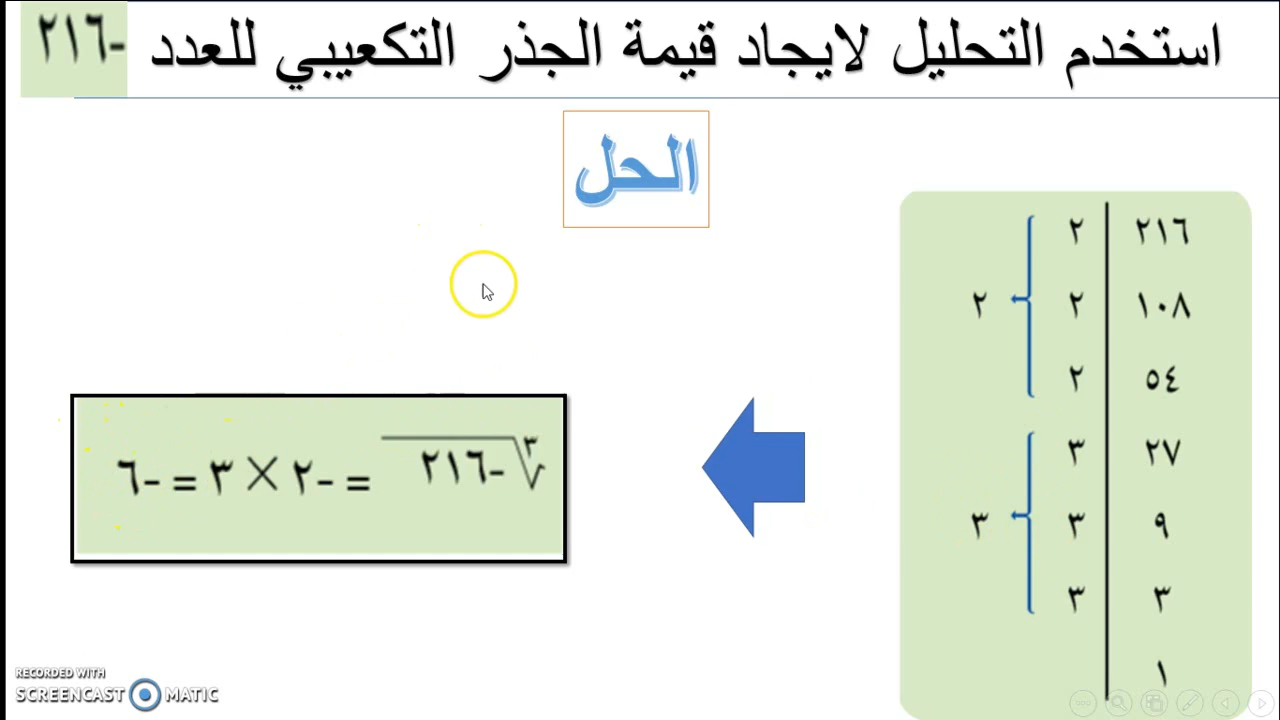 استخدم التحليل لايجاد قيمة الجذر التكعيبي للعدد -٢١٦
الحل
٢١٦ ٢
١٠٨ ٢ ٢
٥٤ ٢
٢٧ ٣
٩ ٣ ٣
٣ ٣
١
∛-٢١٦ = -٢ × ٣ = -٦
RECORDED WITH
SCREENCAST MATIC